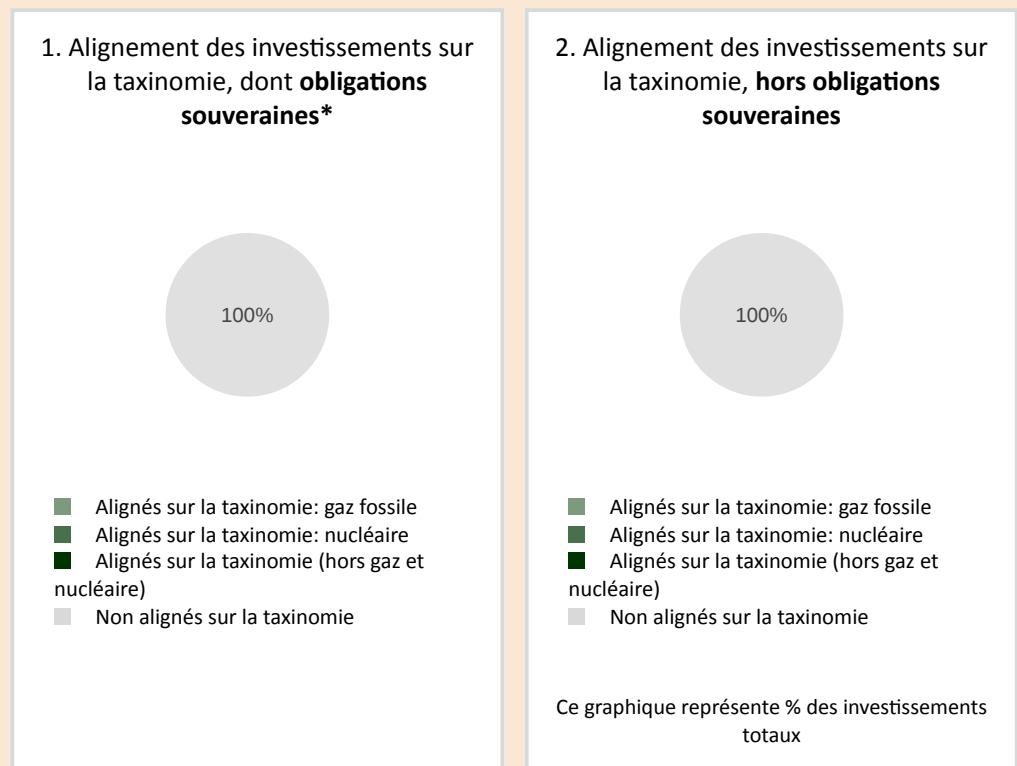 1. Alignement des investissements sur
la taxinomie, dont obligations
souveraines*
100%
Alignés sur la taxinomie: gaz fossile
Alignés sur la taxinomie: nucléaire
Alignés sur la taxinomie (hors gaz et
nucléaire)
Non alignés sur la taxinomie
2. Alignement des investissements sur
la taxinomie, hors obligations
souveraines
100%
Alignés sur la taxinomie: gaz fossile
Alignés sur la taxinomie: nucléaire
Alignés sur la taxinomie (hors gaz et
nucléaire)
Non alignés sur la taxinomie
Ce graphique représente % des investissements
totaux